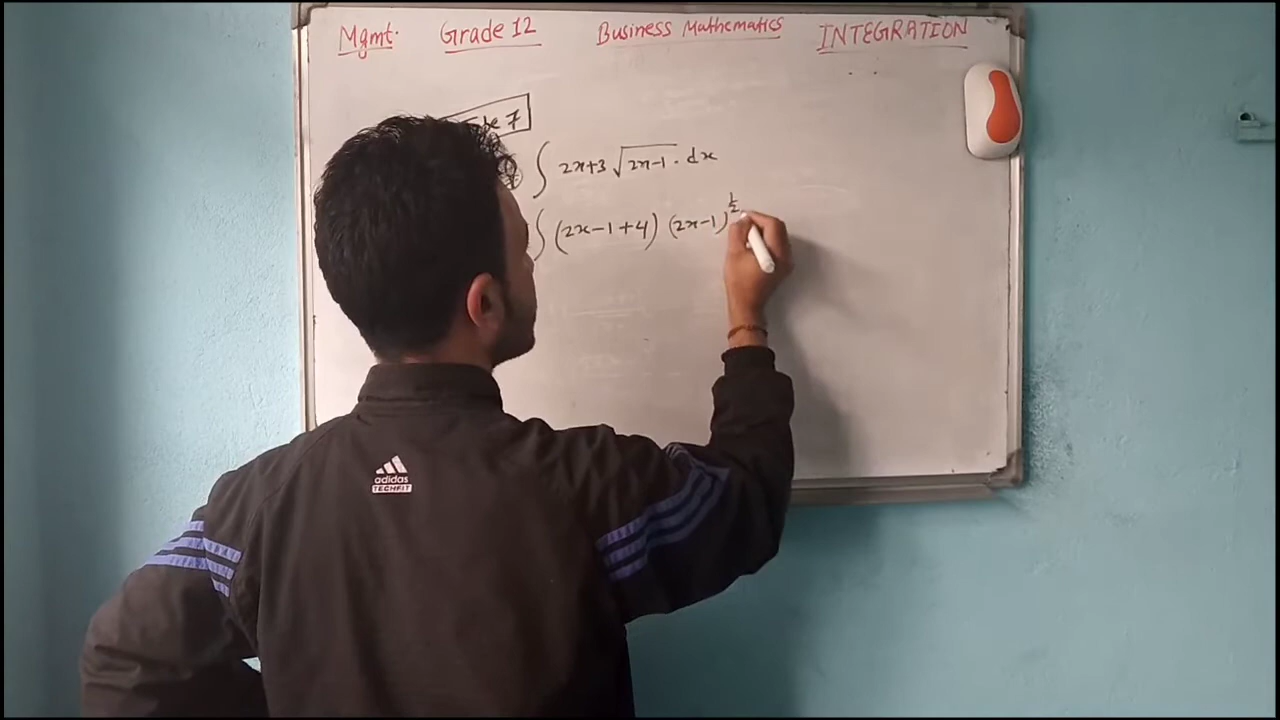 Mgmt. Grade 12 Business Mathematics INTEGRATION
7
∫ 2x+3 √2x-1 . dx
∫ (2x-1+4) (2x-1)^1/2
adidas
TECHFIT